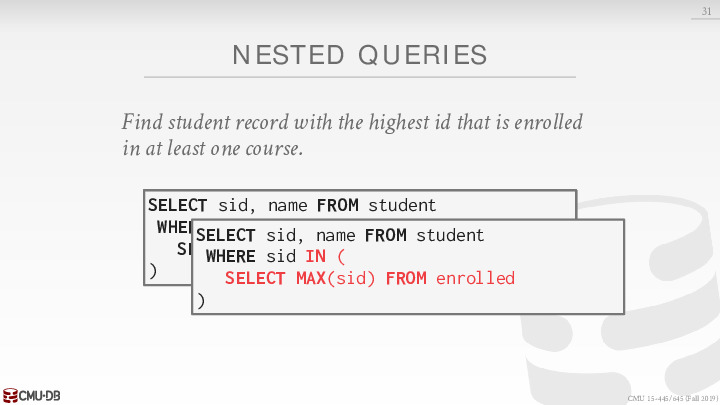 31
NESTED QUERIES
Find student record with the highest id that is enrolled
in at least one course.
SELECT sid, name FROM student
)
SELECT sid, name FROM student
WHERE sid IN (
SELECT MAX(sid) FROM enrolled
)
CMU·DB
CMU 15-445/645 (Fall 2019)